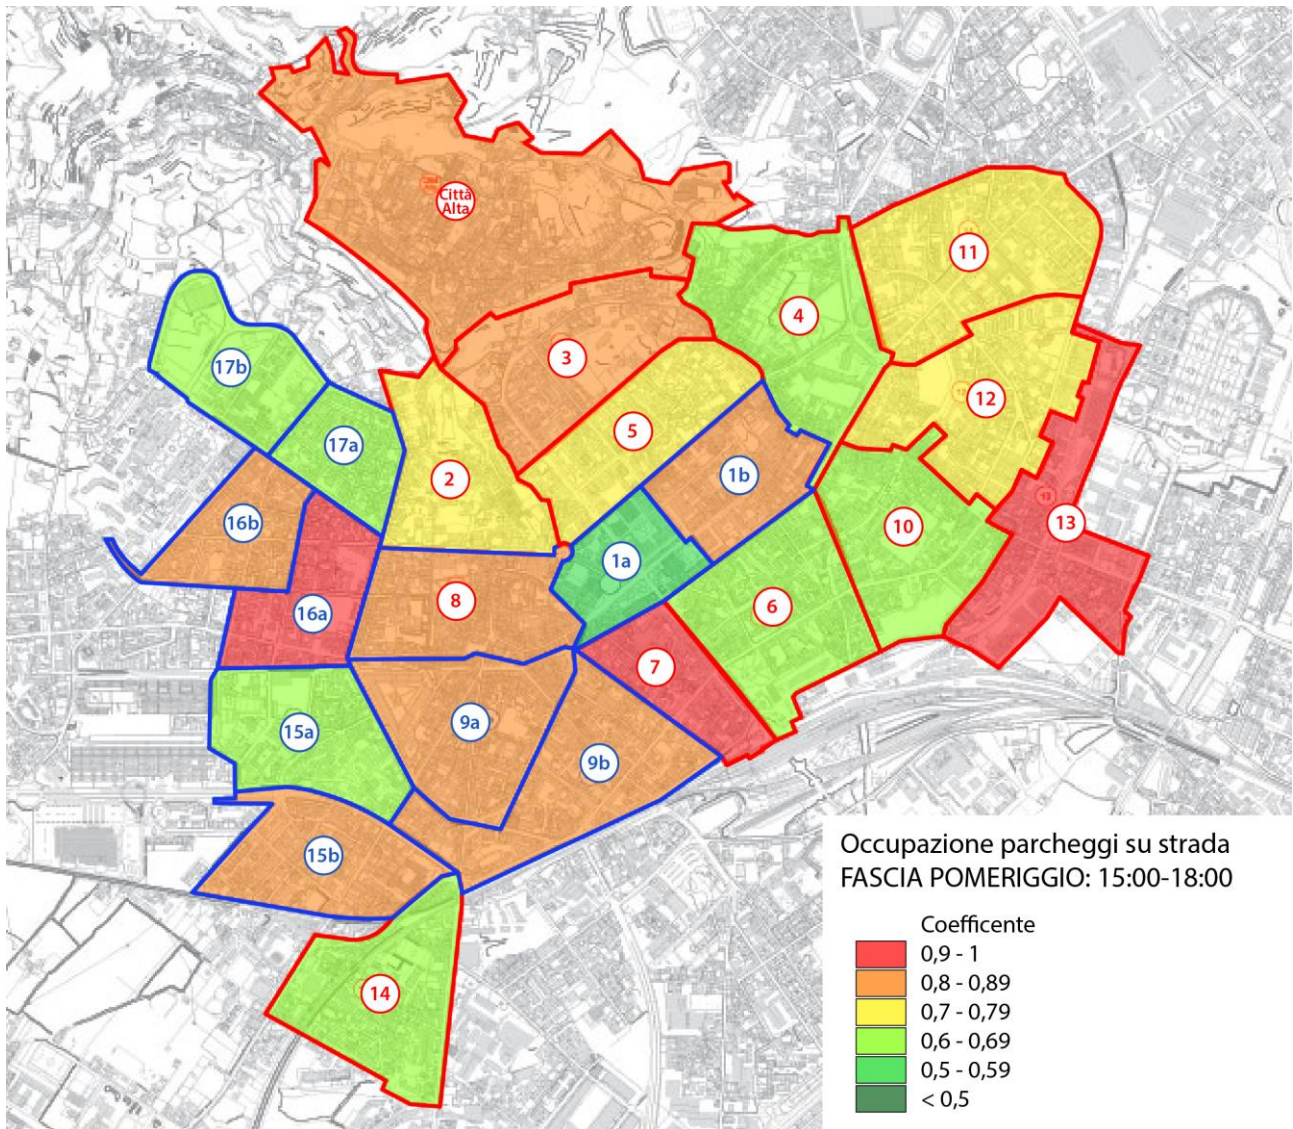 Città
Alta
11
4
3
17b
12
5
17a
1b
2
16b
13
10
1a
8
6
16a
7
9a
15a
9b
15b
14
Occupazione parcheggi su strada
FASCIA POMERIGGIO: 15:00-18:00
Coefficente
0,9 - 1
0,8 - 0,89
0,7 - 0,79
0,6 - 0,69
0,5 - 0,59
< 0,5